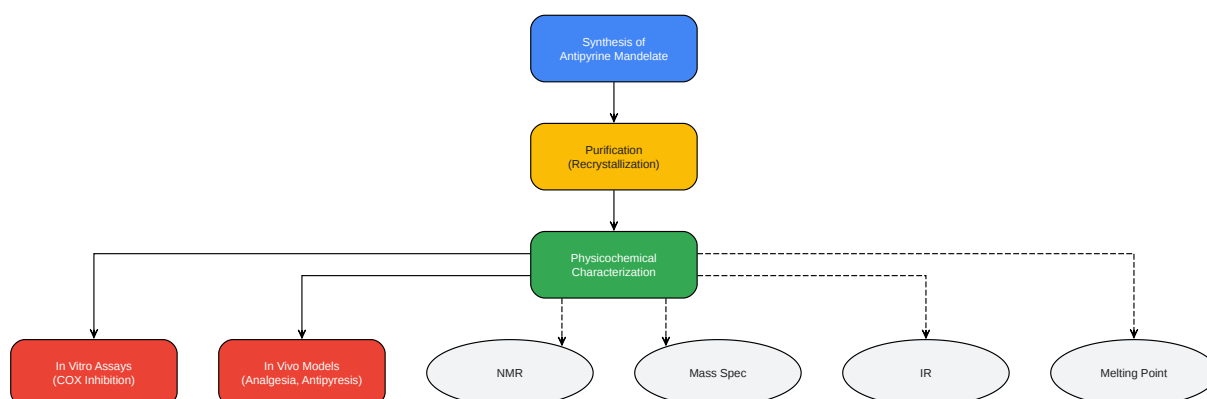 Synthesis of
Antipyrine Mandelate
Purification
(Recrystallization)
Physicochemical
Characterization
In Vitro Assays
(COX Inhibition)
In Vivo Models
(Analgesia, Antipyresis)
NMR
Mass Spec
IR
Melting Point